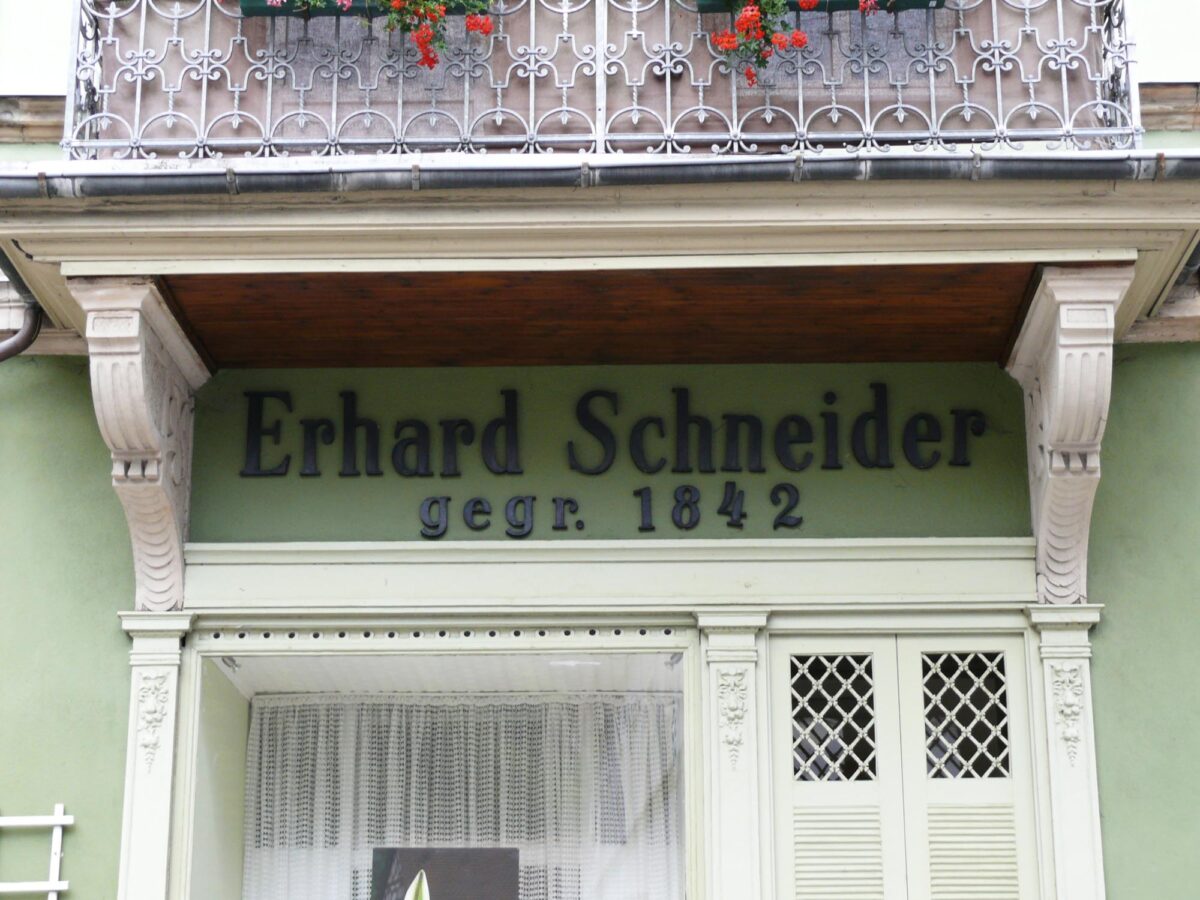 Erhard Schneider
gegr. 1842